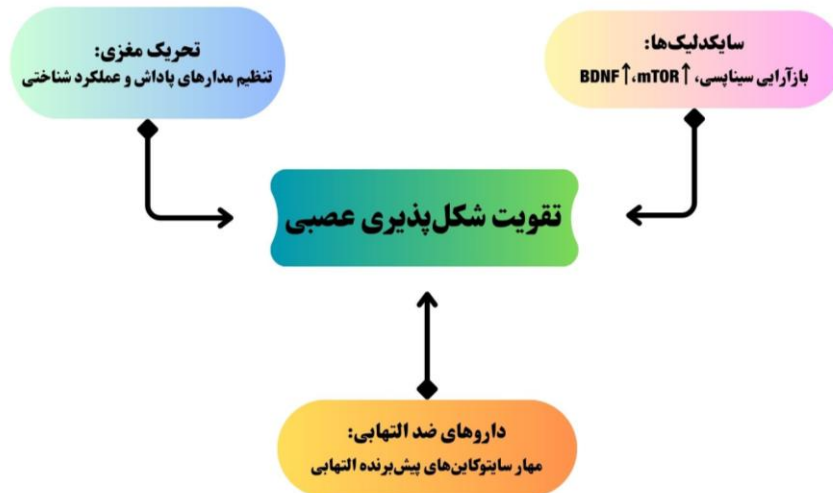 سایکدلیک‌ها:
بازآرایی سیناپسی، mTOR↑، BDNF↑
تحریک مغزی:
تنظیم مدارهای پاداش و عملکرد شناختی
تقویت شکل‌پذیری عصبی
داروهای ضد التهابی:
مهار سایتوکاین‌های پیش‌برنده التهابی